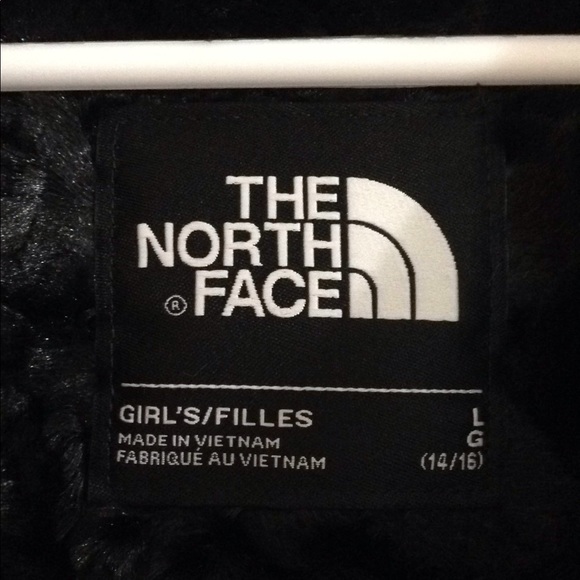 THE
NORTH
® FACE
GIRL'S/FILLES L
MADE IN VIETNAM G
FABRIQUÉ AU VIETNAM (14/16)